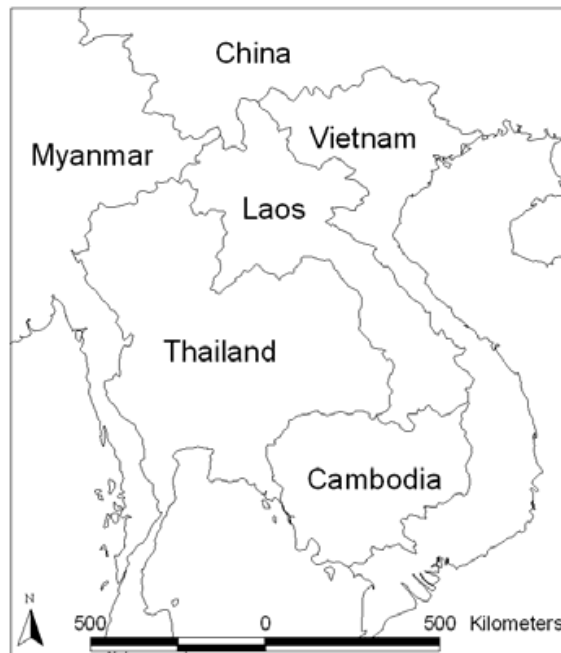 China
Vietnam
Myanmar
Laos
Thailand
Cambodia
N
500 0 500 Kilometers